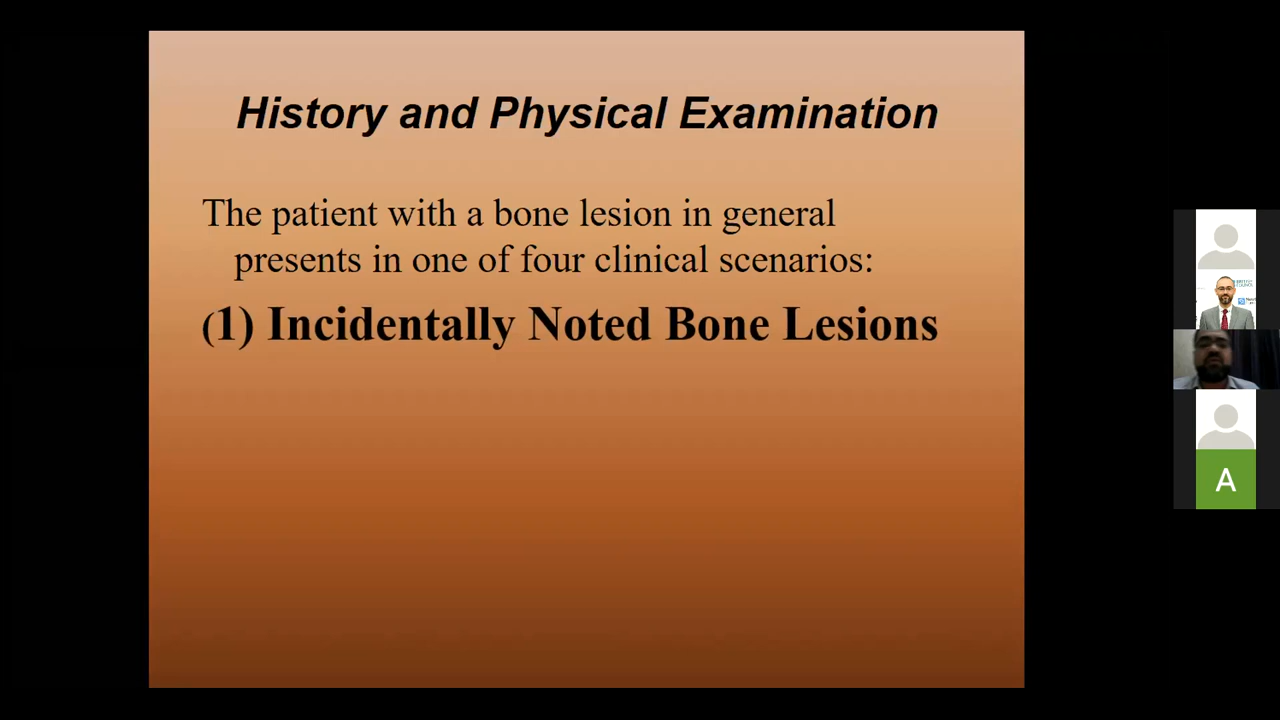 History and Physical Examination
The patient with a bone lesion in general
presents in one of four clinical scenarios:
(1) Incidentally Noted Bone Lesions
A